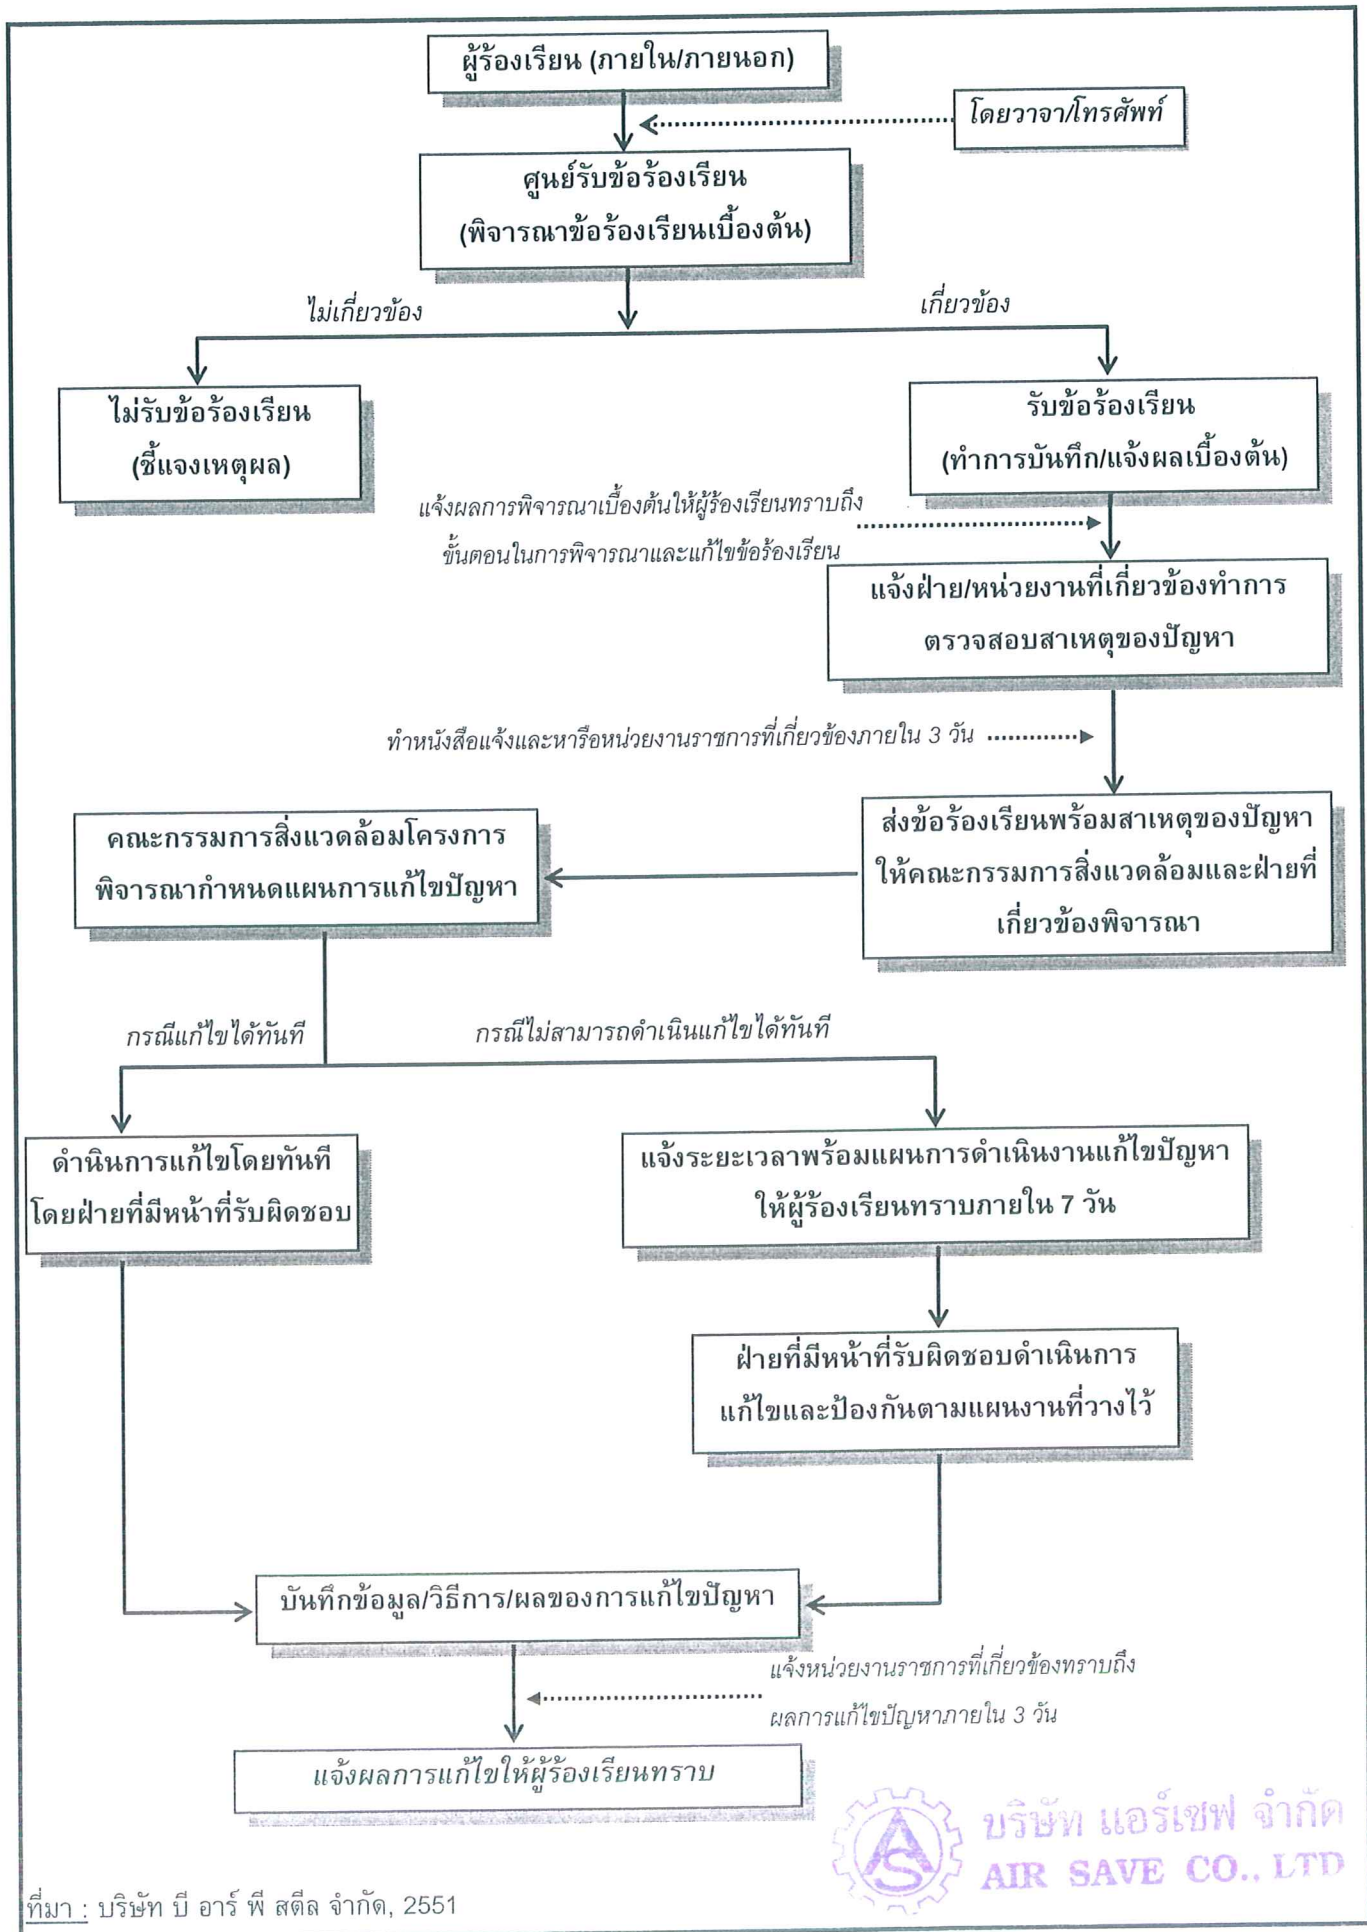 ผู้ร้องเรียน (ภายใน/ภายนอก)
โดยวาจา/โทรศัพท์
ศูนย์รับข้อร้องเรียน
(พิจารณาข้อร้องเรียนเบื้องต้น)
ไม่เกี่ยวข้อง
เกี่ยวข้อง
ไม่รับข้อร้องเรียน
(ชี้แจงเหตุผล)
รับข้อร้องเรียน
(ทำการบันทึก/แจ้งผลเบื้องต้น)
แจ้งผลการพิจารณาเบื้องต้นให้ผู้ร้องเรียนทราบถึง
ขั้นตอนในการพิจารณาและแก้ไขข้อร้องเรียน
แจ้งฝ่าย/หน่วยงานที่เกี่ยวข้องทำการ
ตรวจสอบสาเหตุของปัญหา
ทำหนังสือแจ้งและหารือหน่วยงานราชการที่เกี่ยวข้องภายใน 3 วัน
คณะกรรมการสิ่งแวดล้อมโครงการ
พิจารณากำหนดแผนการแก้ไขปัญหา
ส่งข้อร้องเรียนพร้อมสาเหตุของปัญหา
ให้คณะกรรมการสิ่งแวดล้อมและฝ่ายที่
เกี่ยวข้องพิจารณา
กรณีแก้ไขได้ทันที
กรณีไม่สามารถดำเนินแก้ไขได้ทันที
ดำนินการแก้ไขโดยทันที
โดยฝ่ายที่มีหน้าที่รับผิดชอบ
แจ้งระยะเวลาพร้อมแผนการดำเนินงานแก้ไขปัญหา
ให้ผู้ร้องเรียนทราบภายใน 7 วัน
ฝ่ายที่มีหน้าที่รับผิดชอบดำเนินการ
แก้ไขและป้องกันตามแผนงานที่วางไว้
บันทึกข้อมูล/วิธีการ/ผลของการแก้ไขปัญหา
แจ้งหน่วยงานราชการที่เกี่ยวข้องทราบถึง
ผลการแก้ไขปัญหาภายใน 3 วัน
แจ้งผลการแก้ไขให้ผู้ร้องเรียนทราบ
AS
บริษัท แอร์เซฟ จำกัด
AIR SAVE CO., LTD
ที่มา : บริษัท บี อาร์ พี สตีล จำกัด, 2551